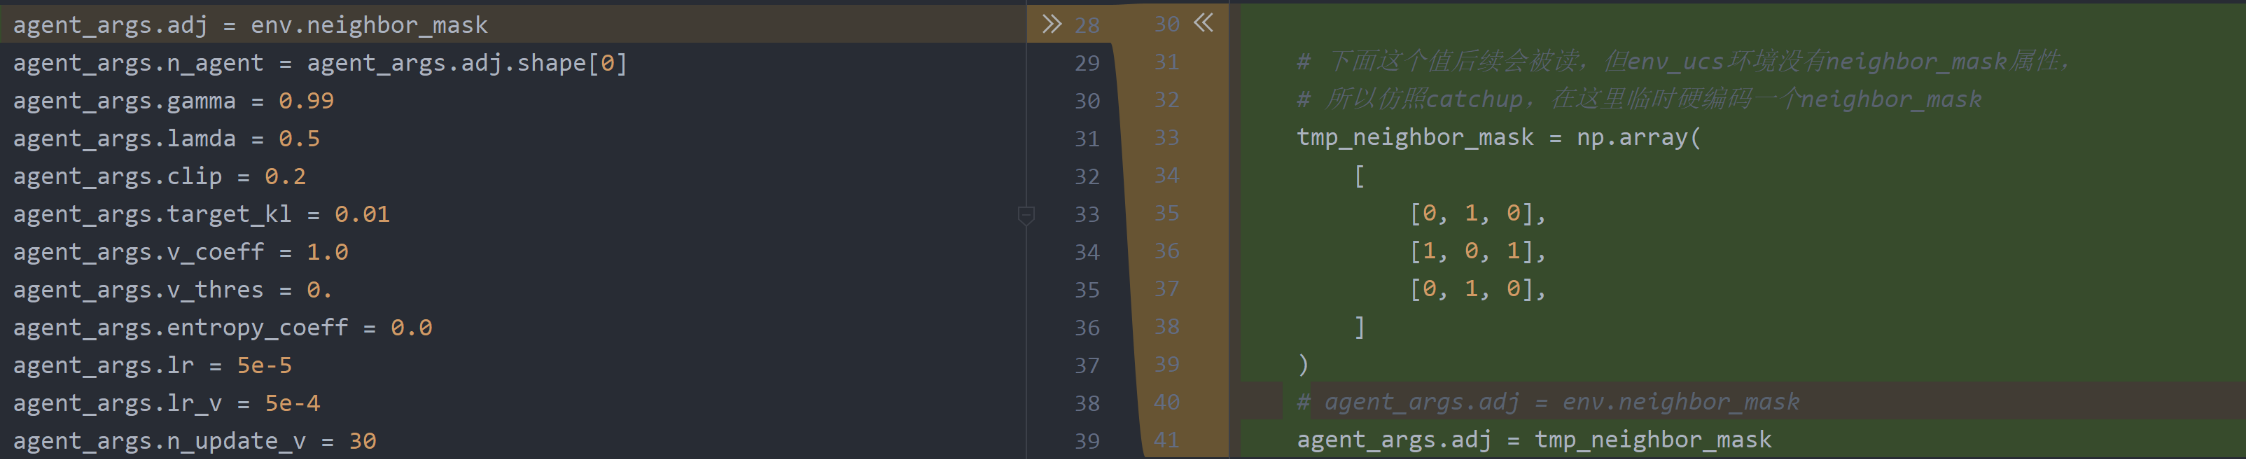 agent_args.adj = env.neighbor_mask
agent_args.n_agent = agent_args.adj.shape[0]
agent_args.gamma = 0.99
agent_args.lamda = 0.5
agent_args.clip = 0.2
agent_args.target_kl = 0.01
agent_args.v_coeff = 1.0
agent_args.v_thres = 0.
agent_args.entropy_coeff = 0.0
agent_args.lr = 5e-5
agent_args.lr_v = 5e-4
agent_args.n_update_v = 30
28
29
30
31
32
33
34
35
36
37
38
39
30
31 # 下面这个值后续会被读，但env_ucs环境没有neighbor_mask属性，
32 # 所以仿照catchup，在这里临时硬编码一个neighbor_mask
33 tmp_neighbor_mask = np.array(
34 [
35 [0, 1, 0],
36 [1, 0, 1],
37 [0, 1, 0],
38 ]
39 )
40 # agent_args.adj = env.neighbor_mask
41 agent_args.adj = tmp_neighbor_mask